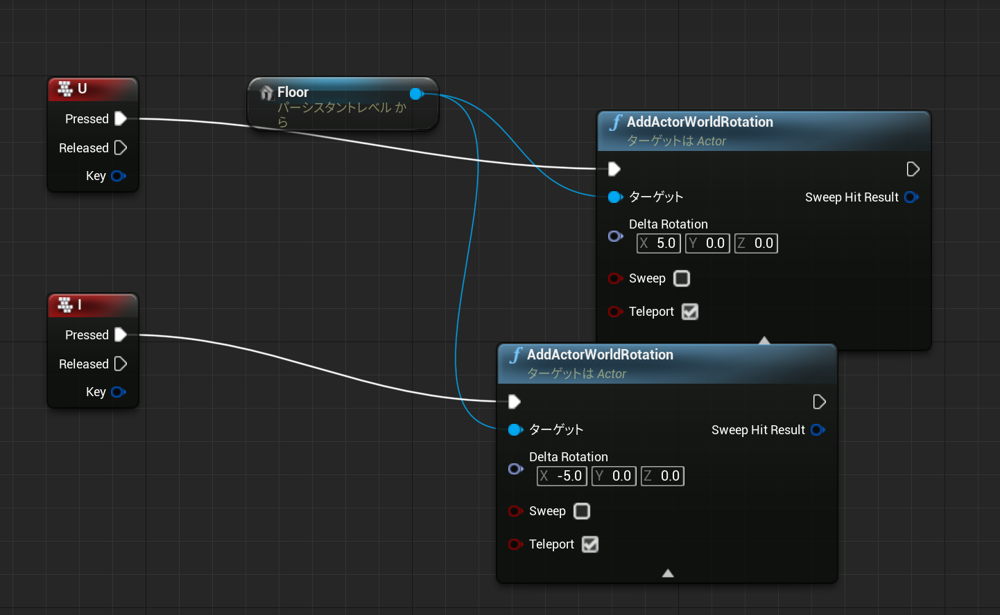 U
Pressed
Released
Key
Floor
パーシスタントレベル か
ら
AddActorWorldRotation
ターゲットは Actor
ターゲット
Sweep Hit Result
Delta Rotation
X 5.0 Y 0.0 Z 0.0
Sweep
Teleport
I
Pressed
Released
Key
AddActorWorldRotation
ターゲットは Actor
ターゲット
Sweep Hit Result
Delta Rotation
X -5.0 Y 0.0 Z 0.0
Sweep
Teleport